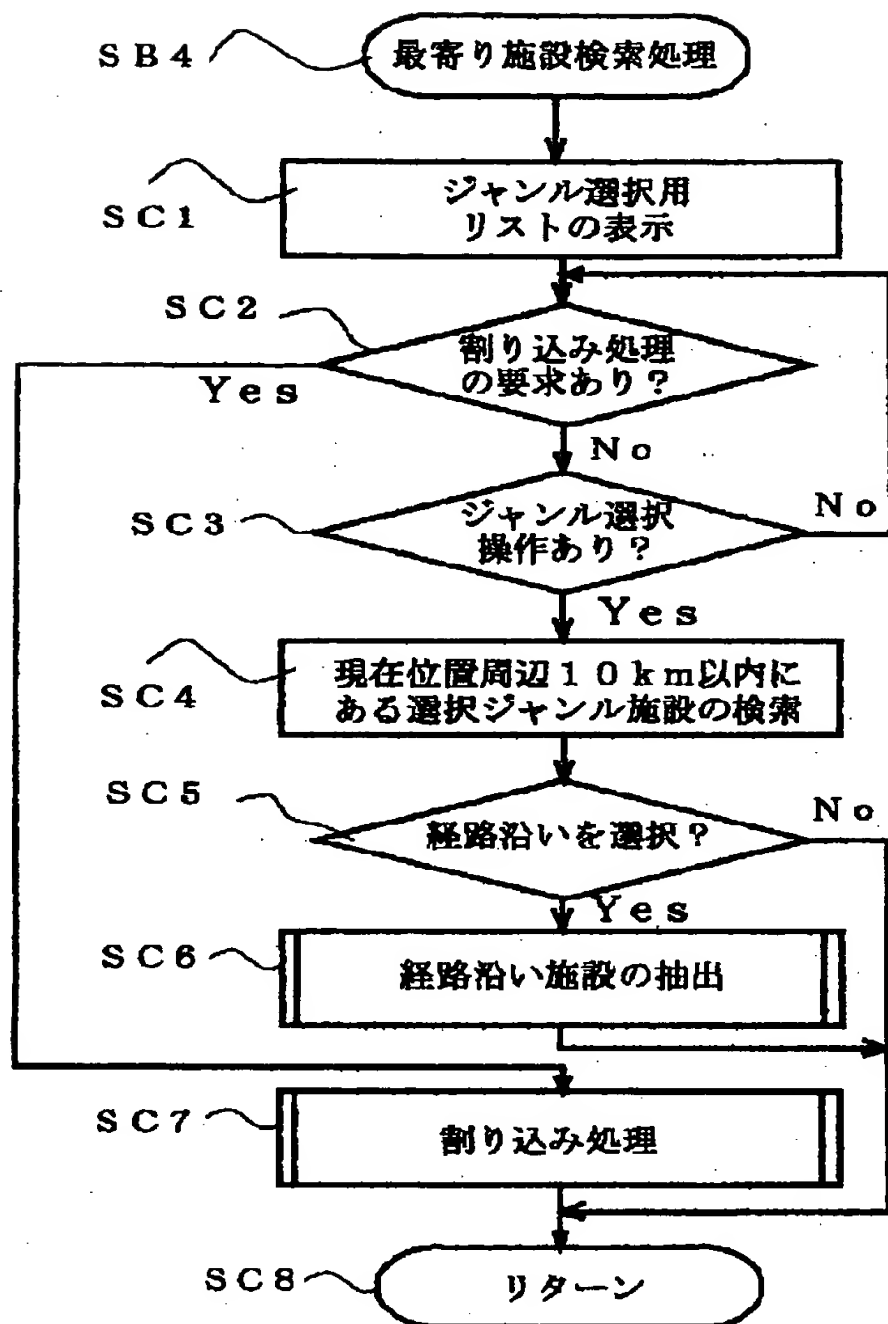 SB4
最寄り施設検索処理
SC1
ジャンル選択用
リストの表示
SC2
割り込み処理
の要求あり?
Yes
No
SC3
ジャンル選択
操作あり?
No
Yes
SC4
現在位置周辺10km以内に
ある選択ジャンル施設の検索
SC5
経路沿いを選択?
No
Yes
SC6
経路沿い施設の抽出
SC7
割り込み処理
SC8
リターン